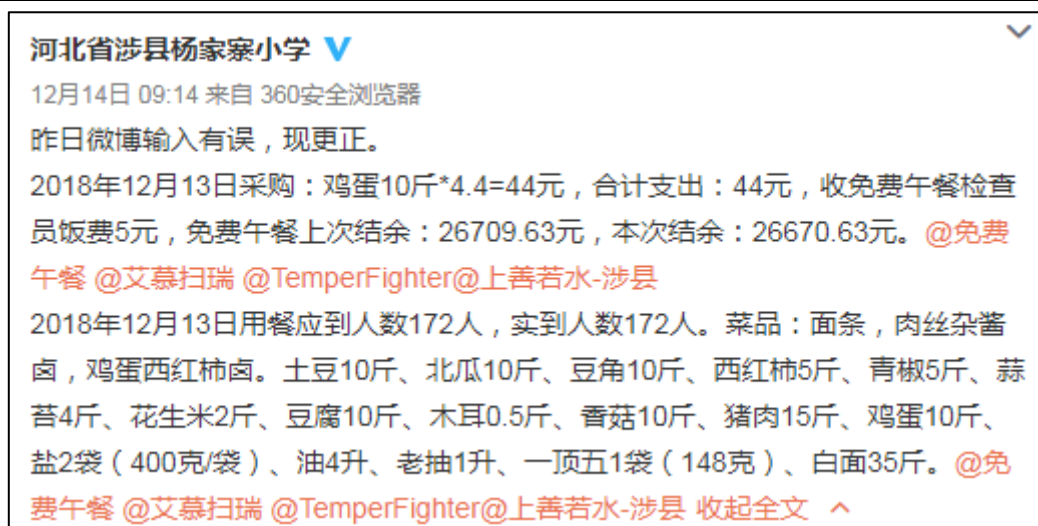 河北省涉县杨家寨小学
12月14日 09:14 来自 360安全浏览器
昨日微博输入有误，现更正。
2018年12月13日采购：鸡蛋10斤*4.4=44元，合计支出：44元，收免费午餐检查
员饭费5元，免费午餐上次结余：26709.63元，本次结余：26670.63元。@免费
午餐 @艾慕扫瑞 @TemperFighter@上善若水-涉县
2018年12月13日用餐应到人数172人，实到人数172人。菜品：面条，肉丝杂酱
卤，鸡蛋西红柿卤。土豆10斤、北瓜10斤、豆角10斤、西红柿5斤、青椒5斤、蒜
苔4斤、花生米2斤、豆腐10斤、木耳0.5斤、香菇10斤、猪肉15斤、鸡蛋10斤、
盐2袋（400克/袋）、油4升、老抽1升、一顶五1袋（148克）、白面35斤。@免
费午餐 @艾慕扫瑞 @TemperFighter@上善若水-涉县 收起全文